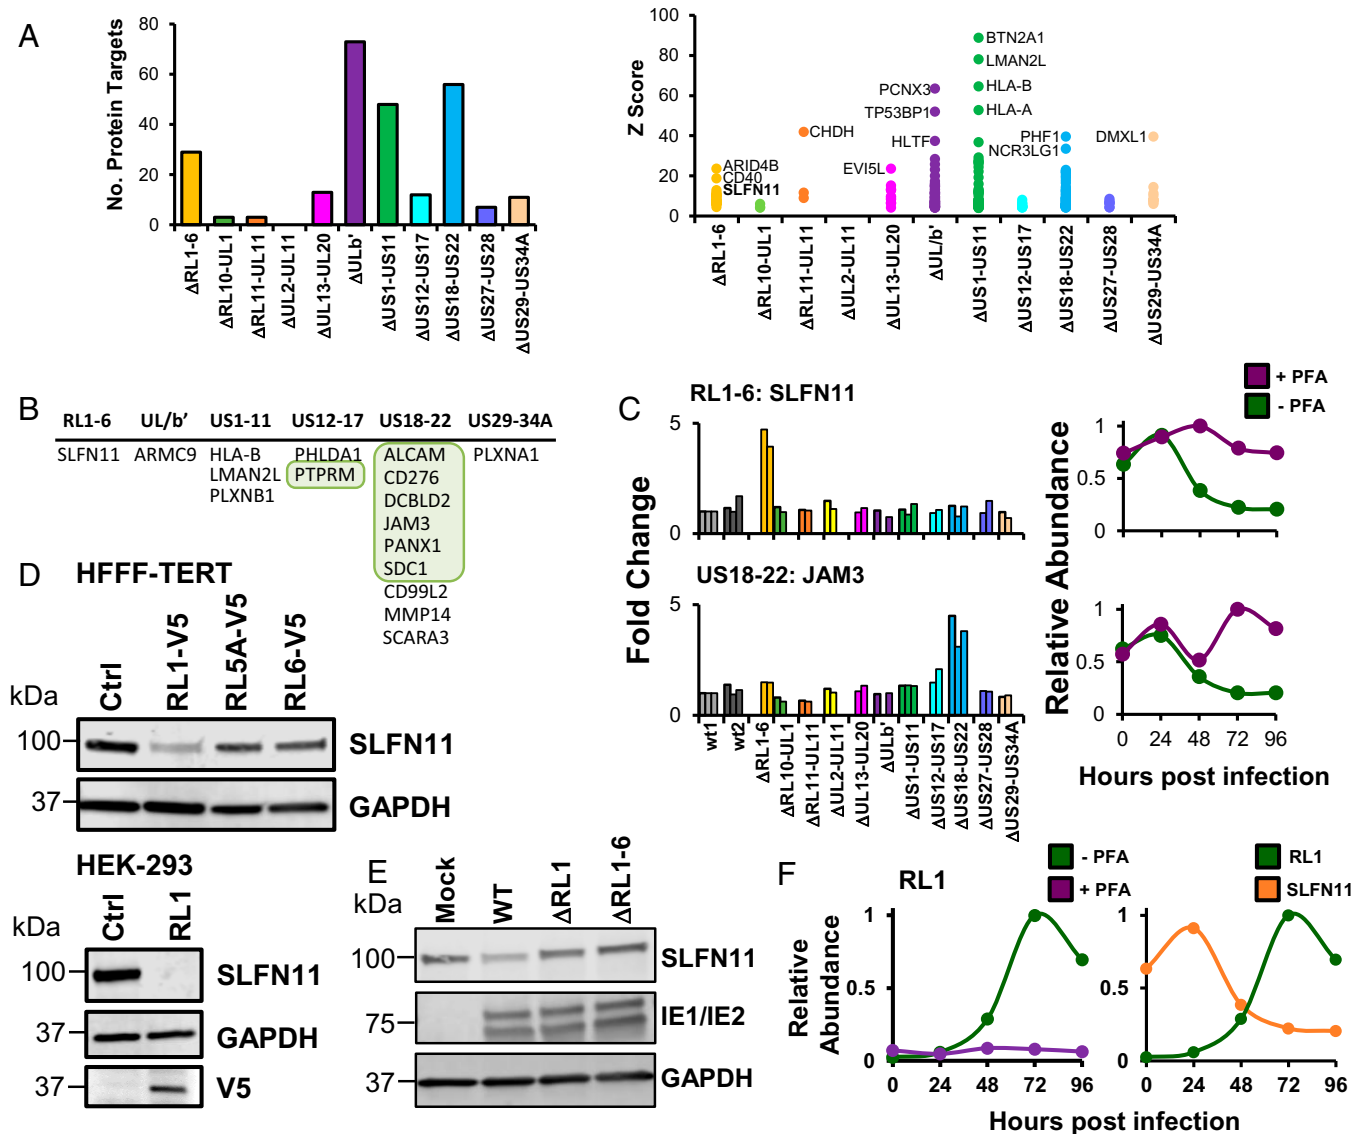 A
No. Protein Targets
80
60
40
20
0
ΔRL1-6
ΔRL10-UL1
ΔRL11-UL11
ΔUL2-UL11
ΔUL13-UL20
ΔULb'
ΔUS1-US11
ΔUS12-US17
ΔUS18-US22
ΔUS27-US28
ΔUS29-US34A
Z Score
100
80
60
40
20
0
ARID4B
CD40
SLFN11
CHDH
EVI5L
PCNX3
TP53BP1
HLTF
BTN2A1
LMAN2L
HLA-B
HLA-A
PHF1
NCR3LG1
DMXL1
ΔRL1-6
ΔRL10-UL1
ΔRL11-UL11
ΔUL2-UL11
ΔUL13-UL20
ΔUL/b'
ΔUS1-US11
ΔUS12-US17
ΔUS18-US22
ΔUS27-US28
ΔUS29-US34A
B
RL1-6 UL/b' US1-11 US12-17 US18-22 US29-34A
SLFN11 ARMC9 HLA-B PHLDA1 ALCAM PLXNA1
LMAN2L PTPRM CD276
PLXNB1 DCBLD2
JAM3
PANX1
SDC1
CD99L2
MMP14
SCARA3
C
RL1-6: SLFN11
Fold Change
5
0
US18-22: JAM3
5
0
wt1
wt2
ΔRL1-6
ΔRL10-UL1
ΔRL11-UL11
ΔUL2-UL11
ΔUL13-UL20
ΔULb'
ΔUS1-US11
ΔUS12-US17
ΔUS18-US22
ΔUS27-US28
ΔUS29-US34A
+ PFA
- PFA
Relative Abundance
1
0.5
0
1
0.5
0
0 24 48 72 96
Hours post infection
D
HFFF-TERT
kDa
Ctrl
RL1-V5
RL5A-V5
RL6-V5
100
SLFN11
37
GAPDH
HEK-293
kDa
Ctrl
RL1
100
SLFN11
37
GAPDH
37
V5
E
kDa
Mock
WT
ΔRL1
ΔRL1-6
100
SLFN11
75
IE1/IE2
37
GAPDH
F
RL1
- PFA
+ PFA
RL1
SLFN11
Relative
Abundance
1
0.5
0
0 24 48 72 96
1
0.5
0
0 24 48 72 96
Hours post infection